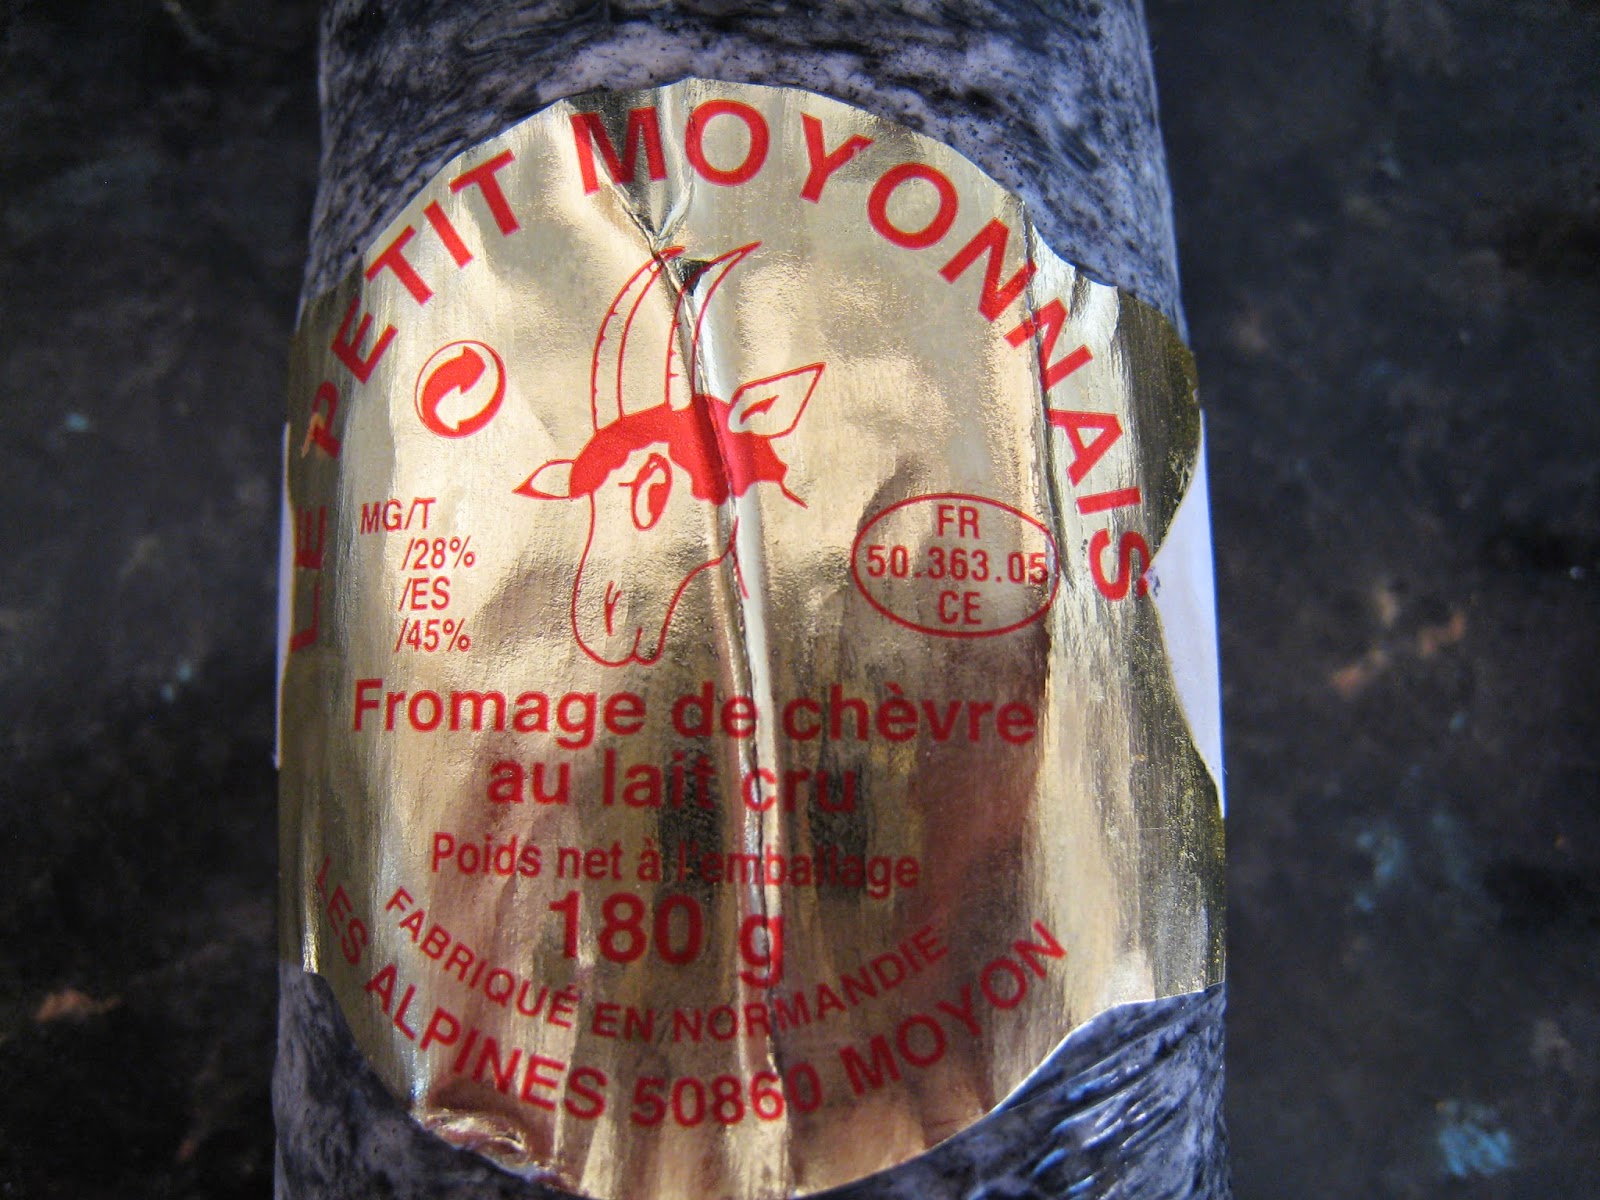 LE PETIT MOYONNAIS
MG/T
/28%
/ES
/45%
FR
50.363.05
CE
Fromage de chèvre
au lait cru
Poids net à l'emballage
180 g
FABRIQUÉ EN NORMANDIE
LES ALPINES 50860 MOYON